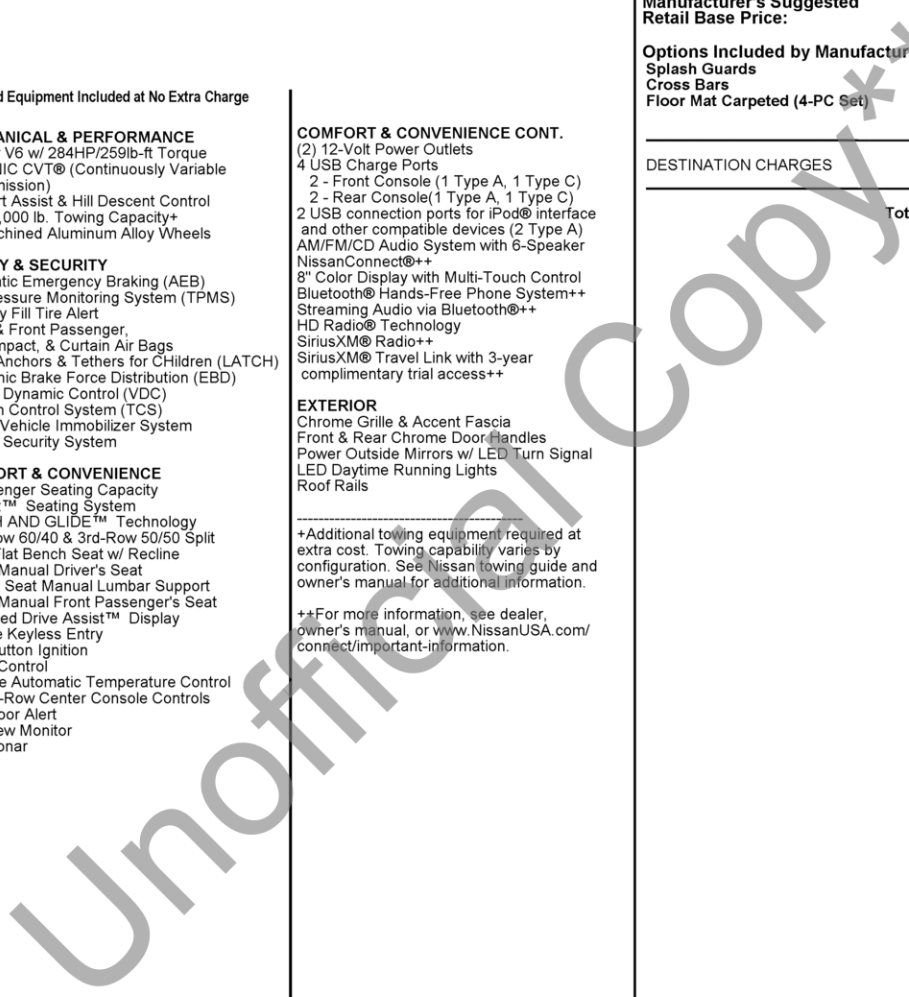 d Equipment Included at No Extra Charge
ANICAL & PERFORMANCE
V6 w/ 284HP/259lb-ft Torque
NIC CVT® (Continuously Variable
mission)
rt Assist & Hill Descent Control
,000 lb. Towing Capacity+
chined Aluminum Alloy Wheels
Y & SECURITY
tic Emergency Braking (AEB)
essure Monitoring System (TPMS)
y Fill Tire Alert
& Front Passenger,
mpact, & Curtain Air Bags
Anchors & Tethers for CHildren (LATCH)
nic Brake Force Distribution (EBD)
Dynamic Control (VDC)
n Control System (TCS)
Vehicle Immobilizer System
Security System
ORT & CONVENIENCE
enger Seating Capacity
™ Seating System
H AND GLIDE™ Technology
ow 60/40 & 3rd-Row 50/50 Split
Flat Bench Seat w/ Recline
Manual Driver's Seat
Seat Manual Lumbar Support
Manual Front Passenger's Seat
ed Drive Assist™ Display
e Keyless Entry
utton Ignition
Control
e Automatic Temperature Control
-Row Center Console Controls
oor Alert
ew Monitor
onar
COMFORT & CONVENIENCE CONT.
(2) 12-Volt Power Outlets
4 USB Charge Ports
2 - Front Console (1 Type A, 1 Type C)
2 - Rear Console(1 Type A, 1 Type C)
2 USB connection ports for iPod® interface
and other compatible devices (2 Type A)
AM/FM/CD Audio System with 6-Speaker
NissanConnect®++
8" Color Display with Multi-Touch Control
Bluetooth® Hands-Free Phone System++
Streaming Audio via Bluetooth®++
HD Radio® Technology
SiriusXM® Radio++
SiriusXM® Travel Link with 3-year
complimentary trial access++
EXTERIOR
Chrome Grille & Accent Fascia
Front & Rear Chrome Door Handles
Power Outside Mirrors w/ LED Turn Signal
LED Daytime Running Lights
Roof Rails
+Additional towing equipment required at
extra cost. Towing capability varies by
configuration. See Nissan towing guide and
owner's manual for additional information.
++For more information, see dealer,
owner's manual, or www.NissanUSA.com/
connect/important-information.
Manufacturer's Suggested
Retail Base Price:
Options Included by Manufactur
Splash Guards
Cross Bars
Floor Mat Carpeted (4-PC Set)
DESTINATION CHARGES
Tot
Unofficial Copy**